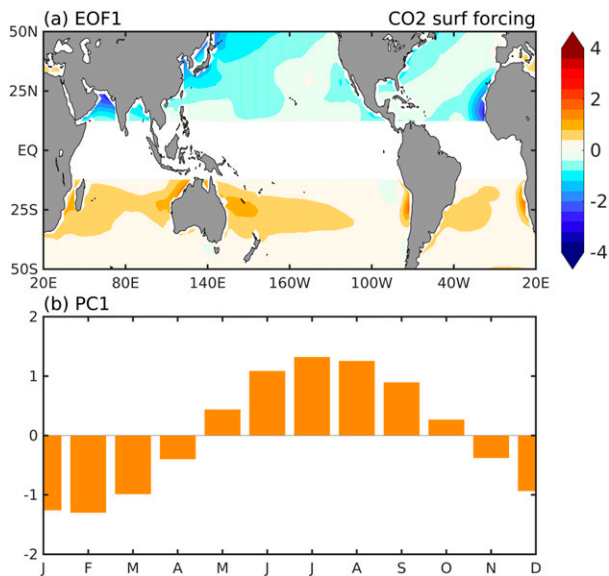 (a) EOF1 CO2 surf forcing
50N
25N
EQ
25S
50S
20E 80E 140E 160W 100W 40W 20E
4
2
0
-2
-4
(b) PC1
2
1
0
-1
-2
J F M A M J J A S O N D